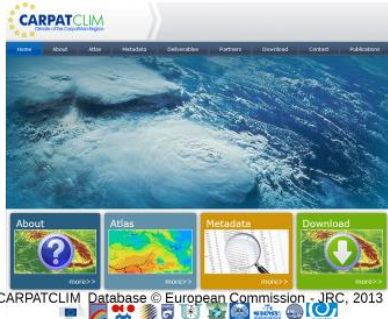 CARPATCLIM
Climate of the Carpathian Region
Home About Atlas Metadata Deliverables Partners Download Contact Publications
About Atlas Metadata Download
more>> more>> more>> more>>
CARPATCLIM Database © European Commission - JRC, 2013